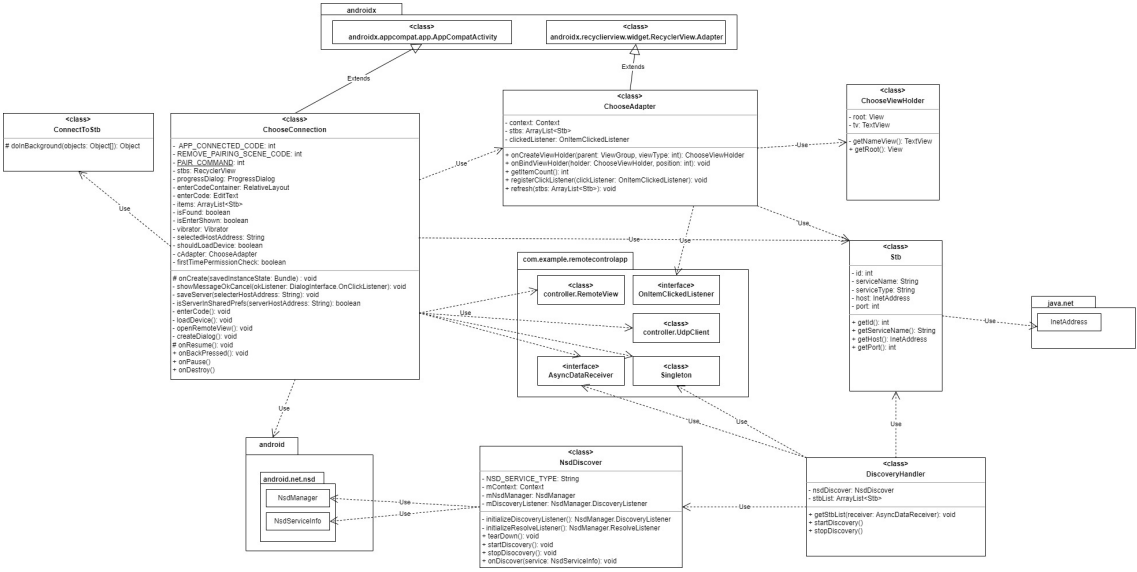 androidx
<class>
androidx.appcompat.app.AppCompatActivity
<class>
androidx.recyclierview.widget.RecyclerView.Adapter
Extends
Extends
<class>
ConnectToStb
# doInBackground(objects: Object[]): Object
<class>
ChooseConnection
- APP_CONNECTED_CODE: int
- REMOVE_PAIRING_SCENE_CODE: int
- PAIR_COMMAND: int
- stbs: RecyclerView
- progressDialog: ProgressDialog
- enterCodeContainer: RelativeLayout
- enterCode: EditText
- items: ArrayList<Stb>
- isFound: boolean
- isEnterShown: boolean
- vibrator: Vibrator
- selectedHostAddress: String
- shouldLoadDevice: boolean
- cAdapter: ChooseAdapter
- firstTimePermissionCheck: boolean
# onCreate(savedInstanceState: Bundle) : void
- showMessageOkCancel(okListener: DialogInterface.OnClickListener): void
- saveServer(selecterHostAddress: String): void
- isServerInSharedPrefs(serverHostAddress: String): boolean
- enterCode(): void
- loadDevice(): void
- openRemoteView(): void
- createDialog(): void
# onResume(): void
+ onBackPressed(): void
+ onPause()
+ onDestroy()
<class>
ChooseAdapter
- context: Context
- stbs: ArrayList<Stb>
- clickedListener: OnItemClickedListener
+ onCreateViewHolder(parent: ViewGroup, viewType: int): ChooseViewHolder
+ onBindViewHolder(holder: ChooseViewHolder, position: int): void
+ getItemCount(): int
+ registerClickListener(clickListener: OnItemClickedListener): void
+ refresh(stbs: ArrayList<Stb>): void
<class>
ChooseViewHolder
- root: View
- tv: TextView
- getNameView(): TextView
+ getRoot(): View
Use
Use
Use
Use
Use
Use
<class>
Stb
- id: int
- serviceName: String
- serviceType: String
- host: InetAddress
- port: int
+ getId(): int
+ getServiceName(): String
+ getHost(): InetAddress
+ getPort(): int
java.net
InetAddress
Use
com.example.remotecontrolapp
<class>
controller.RemoteView
<interface>
OnItemClickedListener
<class>
controller.UdpClient
<interface>
AsyncDataReceiver
<class>
Singleton
Use
Use
Use
Use
Use
android
android.net.nsd
NsdManager
NsdServiceInfo
Use
Use
<class>
NsdDiscover
- NSD_SERVICE_TYPE: String
- mContext: Context
- mNsdManager: NsdManager
- mDiscoveryListener: NsdManager.DiscoveryListener
- initializeDiscoveryListener(): NsdManager.DiscoveryListener
- initializeResolveListener(): NsdManager.ResolveListener
+ tearDown(): void
+ startDiscovery(): void
+ stopDisocovery(): void
+ onDiscover(service: NsdServiceInfo): void
Use
<class>
DiscoveryHandler
- nsdDiscover: NsdDiscover
- stbList: ArrayList<Stb>
+ getStbList(receiver: AsyncDataReceiver): void
+ startDiscovery()
+ stopDiscovery()